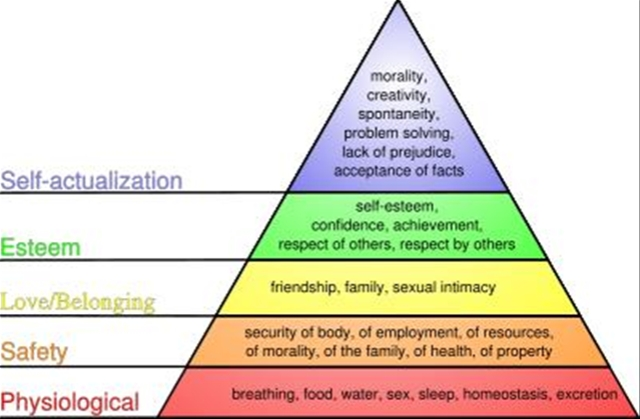 morality,
creativity,
spontaneity,
problem solving,
lack of prejudice,
acceptance of facts
Self-actualization
self-esteem,
confidence, achievement,
respect of others, respect by others
Esteem
friendship, family, sexual intimacy
Love/Belonging
security of body, of employment, of resources,
of morality, of the family, of health, of property
Safety
breathing, food, water, sex, sleep, homeostasis, excretion
Physiological